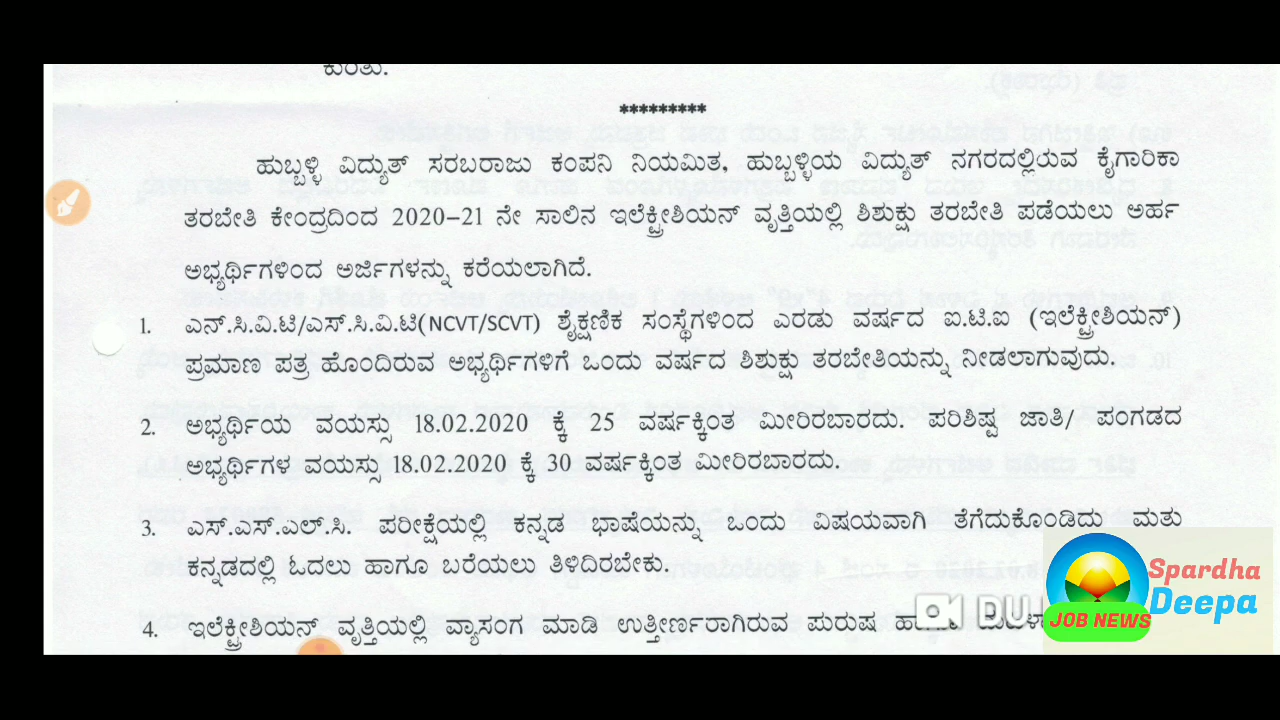 ಕುರಿತು.
*********
ಹುಬ್ಬಳ್ಳಿ ವಿದ್ಯುತ್ ಸರಬರಾಜು ಕಂಪನಿ ನಿಯಮಿತ, ಹುಬ್ಬಳ್ಳಿಯ ವಿದ್ಯುತ್ ನಗರದಲ್ಲಿರುವ ಕೈಗಾರಿಕಾ
ತರಬೇತಿ ಕೇಂದ್ರದಿಂದ 2020-21 ನೇ ಸಾಲಿನ ಇಲೆಕ್ಟ್ರೀಶಿಯನ್ ವೃತ್ತಿಯಲ್ಲಿ ಶಿಶುಕ್ಷು ತರಬೇತಿ ಪಡೆಯಲು ಅರ್ಹ
ಅಭ್ಯರ್ಥಿಗಳಿಂದ ಅರ್ಜಿಗಳನ್ನು ಕರೆಯಲಾಗಿದೆ.
1. ಎನ್.ಸಿ.ವಿ.ಟಿ/ಎಸ್.ಸಿ.ವಿ.ಟಿ(NCVT/SCVT) ಶೈಕ್ಷಣಿಕ ಸಂಸ್ಥೆಗಳಿಂದ ಎರಡು ವರ್ಷದ ಐ.ಟಿ.ಐ (ಇಲೆಕ್ಟ್ರೀಶಿಯನ್)
ಪ್ರಮಾಣ ಪತ್ರ ಹೊಂದಿರುವ ಅಭ್ಯರ್ಥಿಗಳಿಗೆ ಒಂದು ವರ್ಷದ ಶಿಶುಕ್ಷು ತರಬೇತಿಯನ್ನು ನೀಡಲಾಗುವುದು.
2. ಅಭ್ಯರ್ಥಿಯ ವಯಸ್ಸು 18.02.2020 ಕ್ಕೆ 25 ವರ್ಷಕ್ಕಿಂತ ಮೀರಿರಬಾರದು. ಪರಿಶಿಷ್ಟ ಜಾತಿ/ ಪಂಗಡದ
ಅಭ್ಯರ್ಥಿಗಳ ವಯಸ್ಸು 18.02.2020 ಕ್ಕೆ 30 ವರ್ಷಕ್ಕಿಂತ ಮೀರಿರಬಾರದು.
3. ಎಸ್.ಎಸ್.ಎಲ್.ಸಿ. ಪರೀಕ್ಷೆಯಲ್ಲಿ ಕನ್ನಡ ಭಾಷೆಯನ್ನು ಒಂದು ವಿಷಯವಾಗಿ ತೆಗೆದುಕೊಂಡಿದ್ದು ಮತ್ತು
ಕನ್ನಡದಲ್ಲಿ ಓದಲು ಹಾಗೂ ಬರೆಯಲು ತಿಳಿದಿರಬೇಕು.
4. ಇಲೆಕ್ಟ್ರೀಶಿಯನ್ ವೃತ್ತಿಯಲ್ಲಿ ವ್ಯಾಸಂಗ ಮಾಡಿ ಉತ್ತೀರ್ಣರಾಗಿರುವ ಪುರುಷ
DU
Spardha
Deepa
JOB NEWS